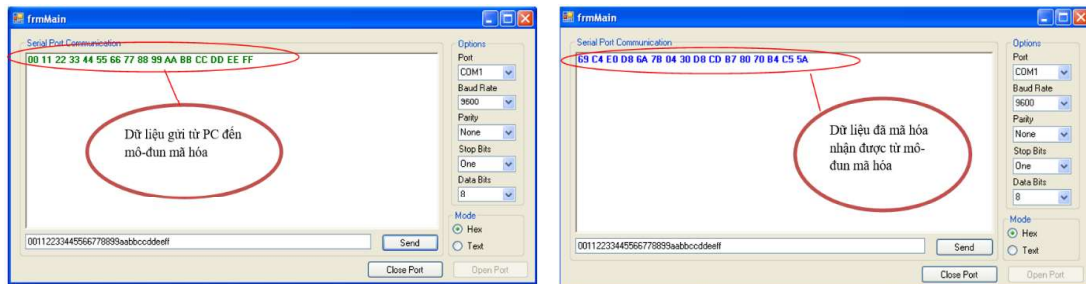 frmMain
Serial Port Communication
00 11 22 33 44 55 66 77 88 99 AA BB CC DD EE FF
Dữ liệu gửi từ PC đến
mô-đun mã hóa
Options
Port
COM1
Baud Rate
9600
Parity
None
Stop Bits
One
Data Bits
8
Mode
Hex
Text
00112233445566778899aabbccddeeff
Send
Close Port
Open Port
frmMain
Serial Port Communication
69 C4 E0 D8 6A 7B 04 30 D8 CD B7 80 70 B4 C5 5A
Dữ liệu đã mã hóa
nhận được từ mô-
đun mã hóa
Options
Port
COM1
Baud Rate
9600
Parity
None
Stop Bits
One
Data Bits
8
Mode
Hex
Text
00112233445566778899aabbccddeeff
Send
Close Port
Open Port